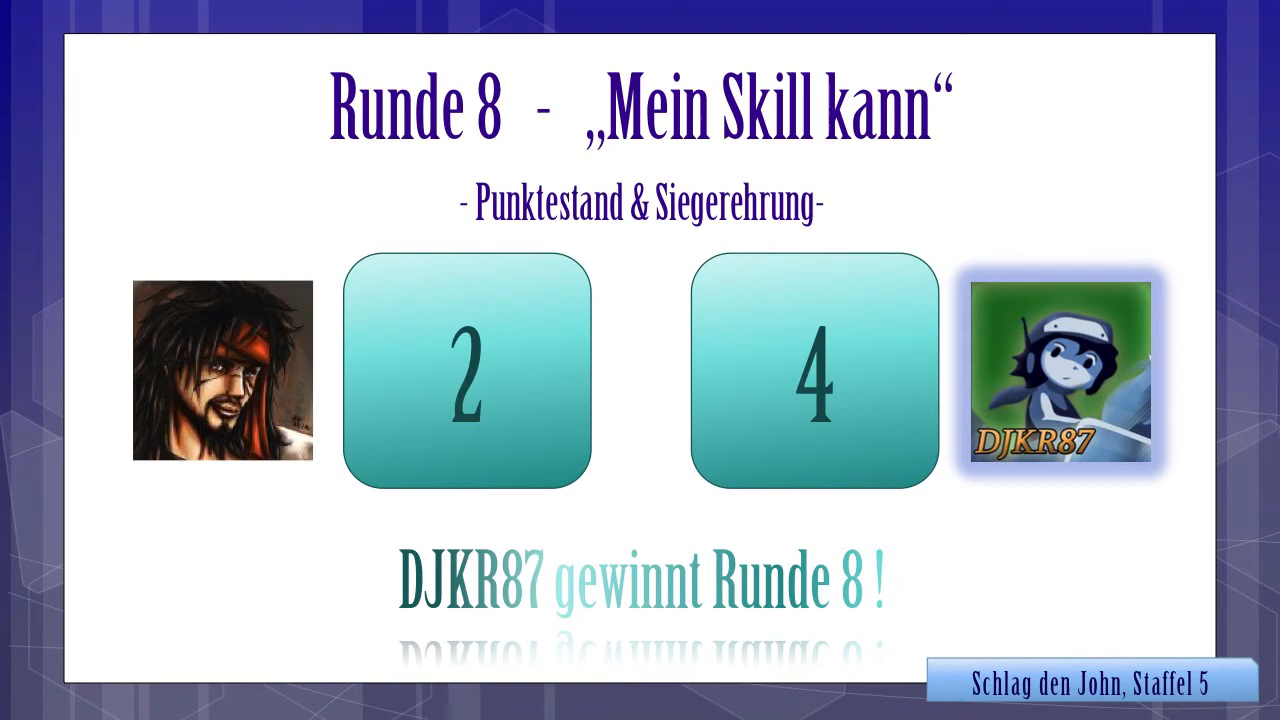 Runde 8 - „Mein Skill kann“
- Punktestand & Siegerehrung-
2
4
DJKR87
DJKR87 gewinnt Runde 8 !
Schlag den John, Staffel 5